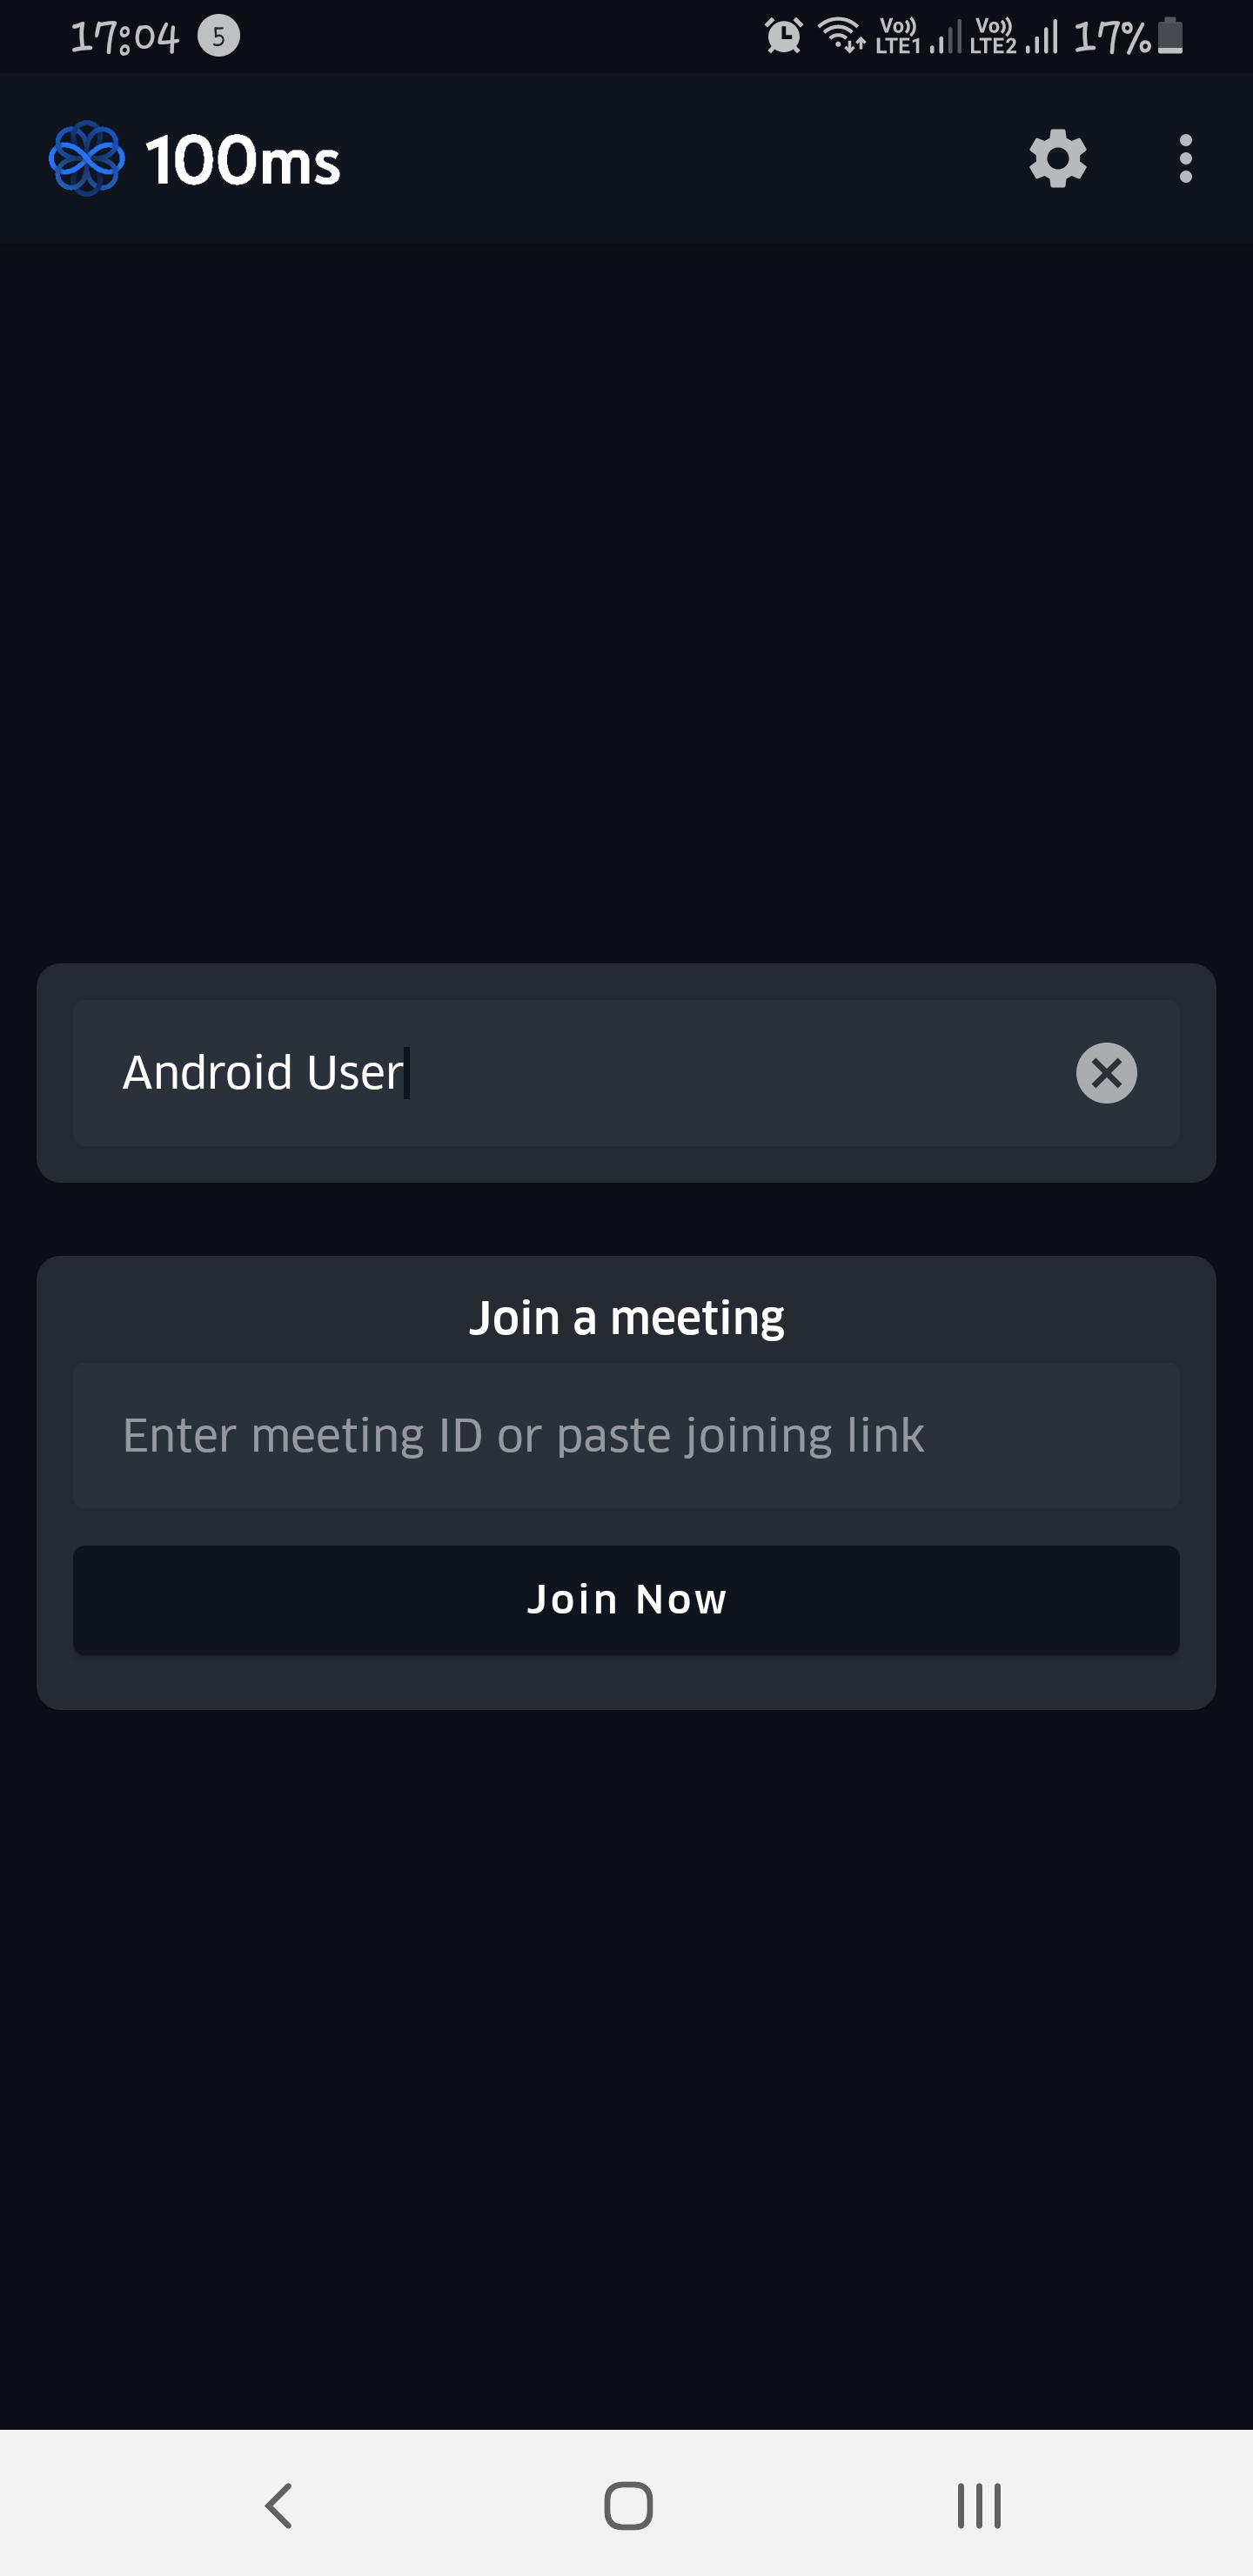 17:04 5 Vo)) LTE1 Vo)) LTE2 17%
100ms
Android User
Join a meeting
Enter meeting ID or paste joining link
Join Now